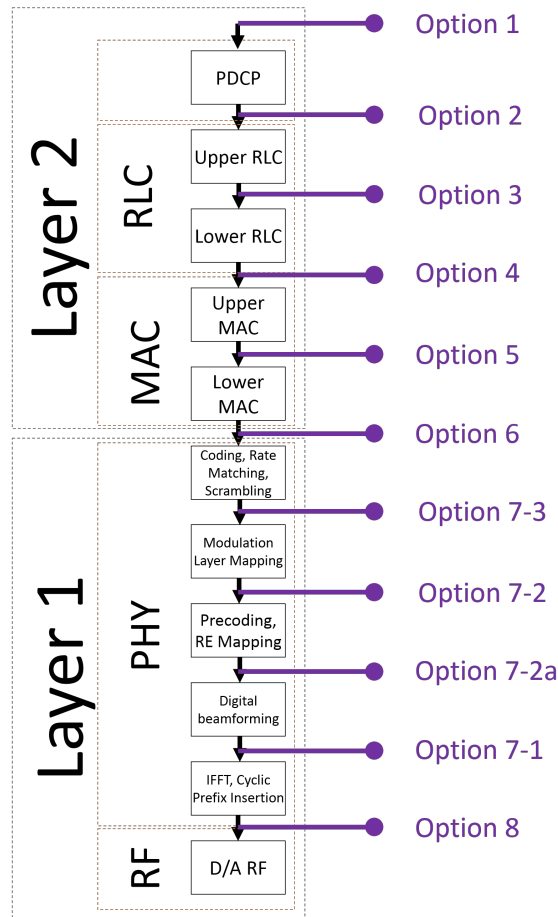 Option 1
PDCP
Option 2
Layer 2
RLC
Upper RLC
Option 3
Lower RLC
Option 4
MAC
Upper
MAC
Option 5
Lower
MAC
Option 6
Layer 1
PHY
Coding, Rate
Matching,
Scrambling
Option 7-3
Modulation
Layer Mapping
Option 7-2
Precoding,
RE Mapping
Option 7-2a
Digital
beamforming
Option 7-1
IFFT, Cyclic
Prefix Insertion
Option 8
RF
D/A RF